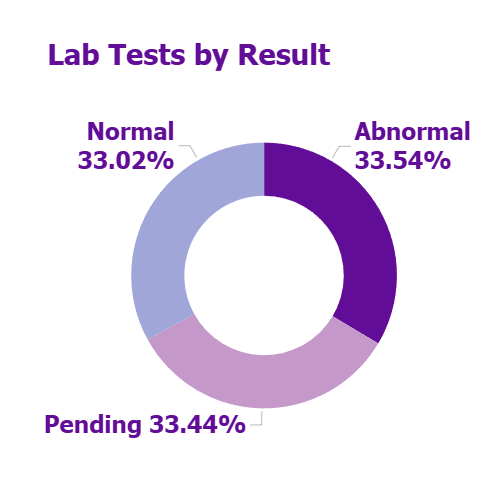 Lab Tests by Result
Normal
33.02%
Abnormal
33.54%
Pending 33.44%